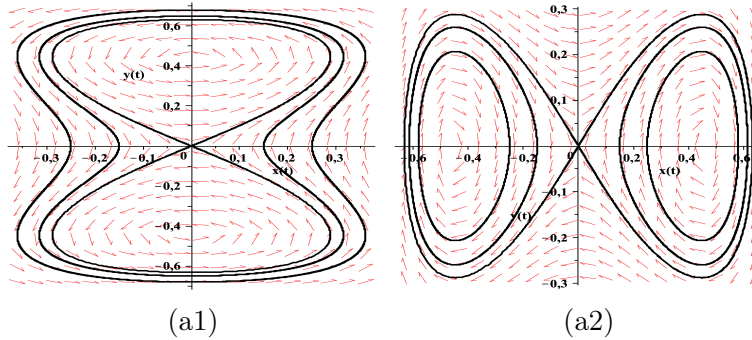 0,6
y(t)
0,4
0,2
−0,3 −0,2 −0,1 0 0,1 0,2 0,3
x(t)
−0,2
−0,4
−0,6
(a1)
0,3
0,2
0,1
−0,6 −0,4 −0,2 0 0,2 0,4 0,6
x(t)
y(t)
−0,1
−0,2
−0,3
(a2)